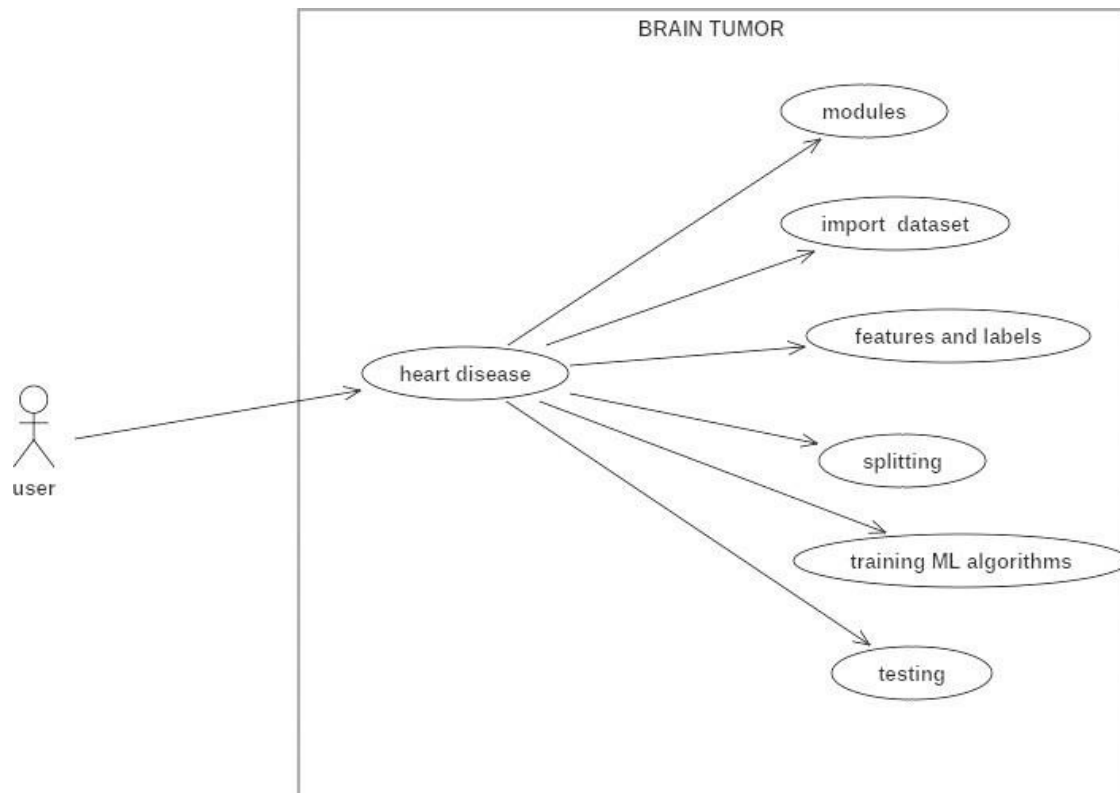 BRAIN TUMOR
modules
import dataset
features and labels
heart disease
splitting
user
training ML algorithms
testing